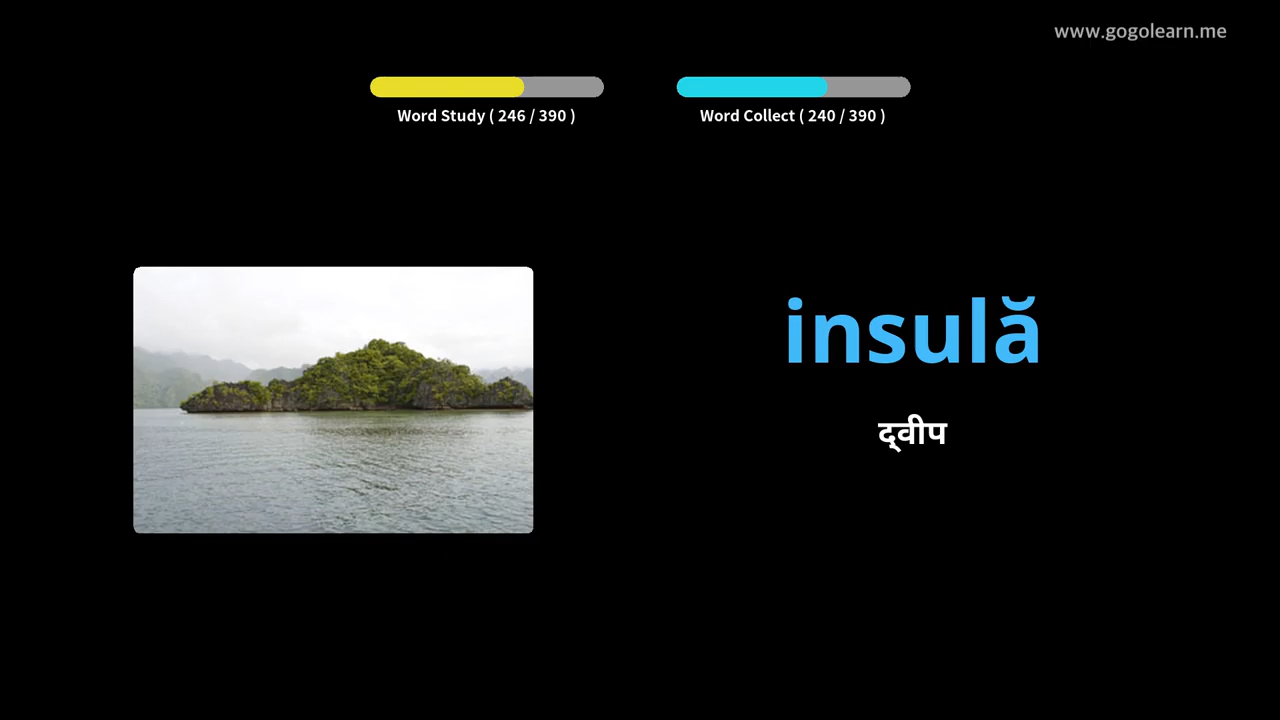 www.gogolearn.me
Word Study ( 246 / 390 )
Word Collect ( 240 / 390 )
insulă
द्वीप